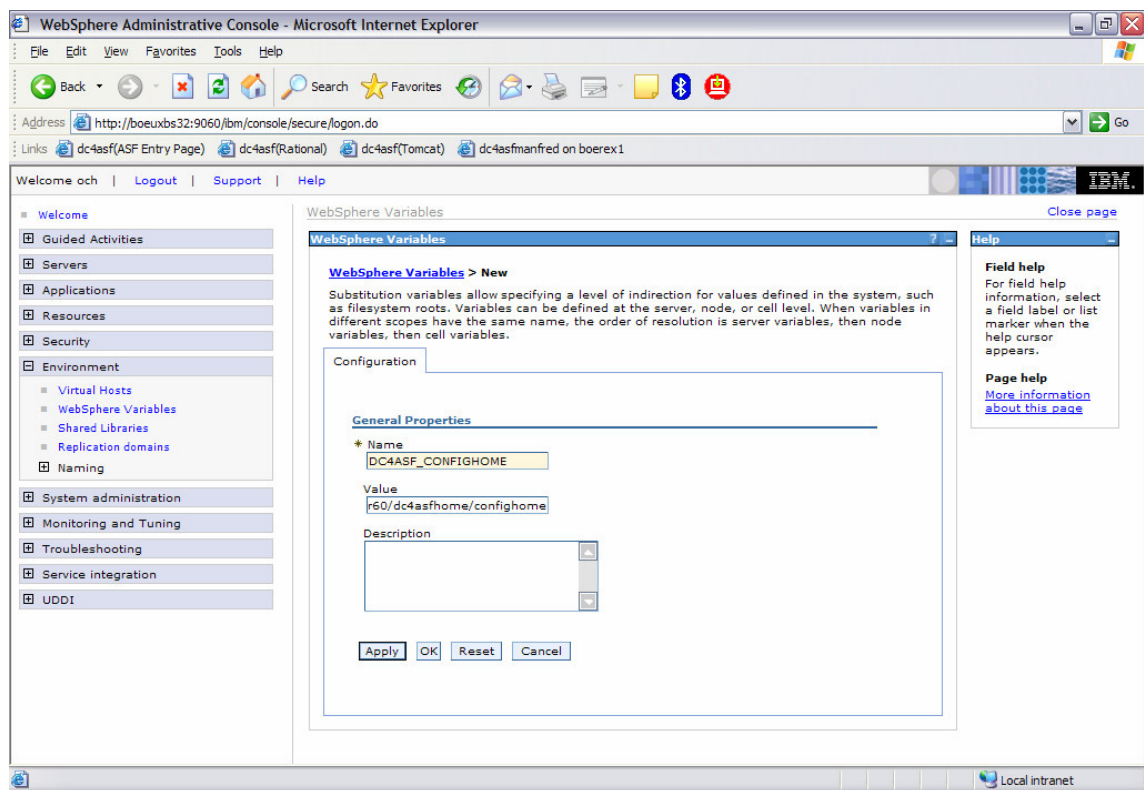 WebSphere Administrative Console - Microsoft Internet Explorer
File Edit View Favorites Tools Help
Back Search Favorites
Address http://boeuxbs32:9060/ibm/console/secure/logon.do Go
Links dc4asf(ASF Entry Page) dc4asf(Rational) dc4asf(Tomcat) dc4asfmanfred on boerex1
Welcome och | Logout | Support | Help IBM.
Welcome
Guided Activities
Servers
Applications
Resources
Security
Environment
Virtual Hosts
WebSphere Variables
Shared Libraries
Replication domains
Naming
System administration
Monitoring and Tuning
Troubleshooting
Service integration
UDDI
WebSphere Variables Close page
WebSphere Variables ? -
WebSphere Variables > New
Substitution variables allow specifying a level of indirection for values defined in the system, such
as filesystem roots. Variables can be defined at the server, node, or cell level. When variables in
different scopes have the same name, the order of resolution is server variables, then node
variables, then cell variables.
Configuration
General Properties
* Name
DC4ASF_CONFIGHOME
Value
r60/dc4asfhome/confighome
Description
Apply OK Reset Cancel
Help -
Field help
For field help
information, select
a field label or list
marker when the
help cursor
appears.
Page help
More information
about this page
Local intranet